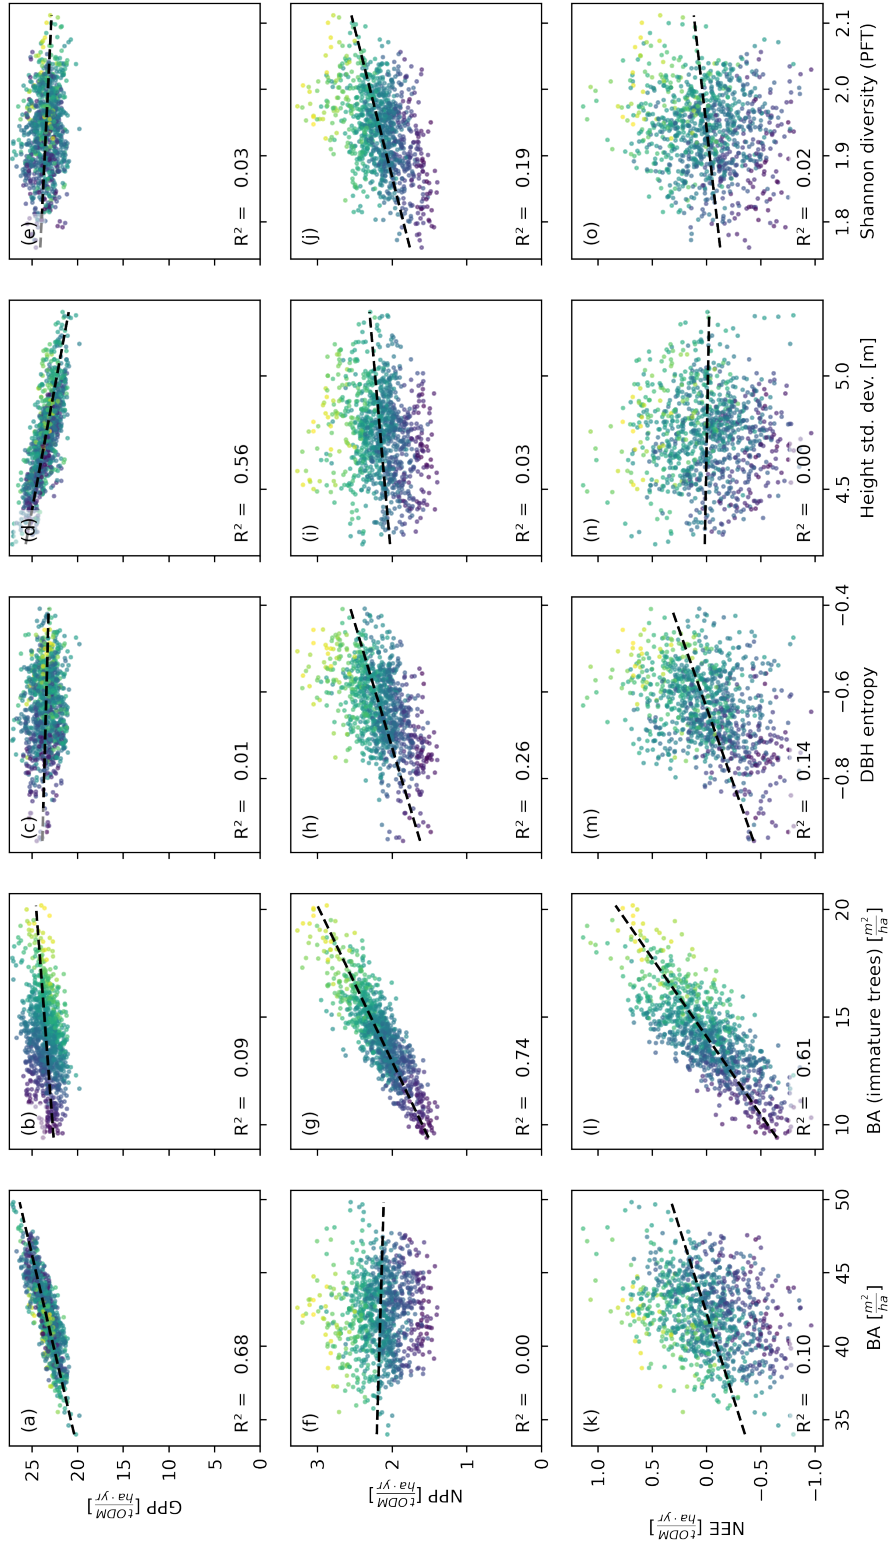 (a)
R² = 0.68
25
20
15
10
5
0
GPP [tODM/ha · yr]
(b)
R² = 0.09
(c)
R² = 0.01
(d)
R² = 0.56
(e)
R² = 0.03
(f)
R² = 0.00
3
2
1
0
NPP [tODM/ha · yr]
(g)
R² = 0.74
(h)
R² = 0.26
(i)
R² = 0.03
(j)
R² = 0.19
(k)
R² = 0.10
1.0
0.5
0.0
−0.5
−1.0
NEE [tODM/ha · yr]
35 40 45 50
BA [m²/ha]
(l)
R² = 0.61
10 15 20
BA (immature trees) [m²/ha]
(m)
R² = 0.14
−0.8 −0.6 −0.4
DBH entropy
(n)
R² = 0.00
4.5 5.0
Height std. dev. [m]
(o)
R² = 0.02
1.8 1.9 2.0 2.1
Shannon diversity (PFT)